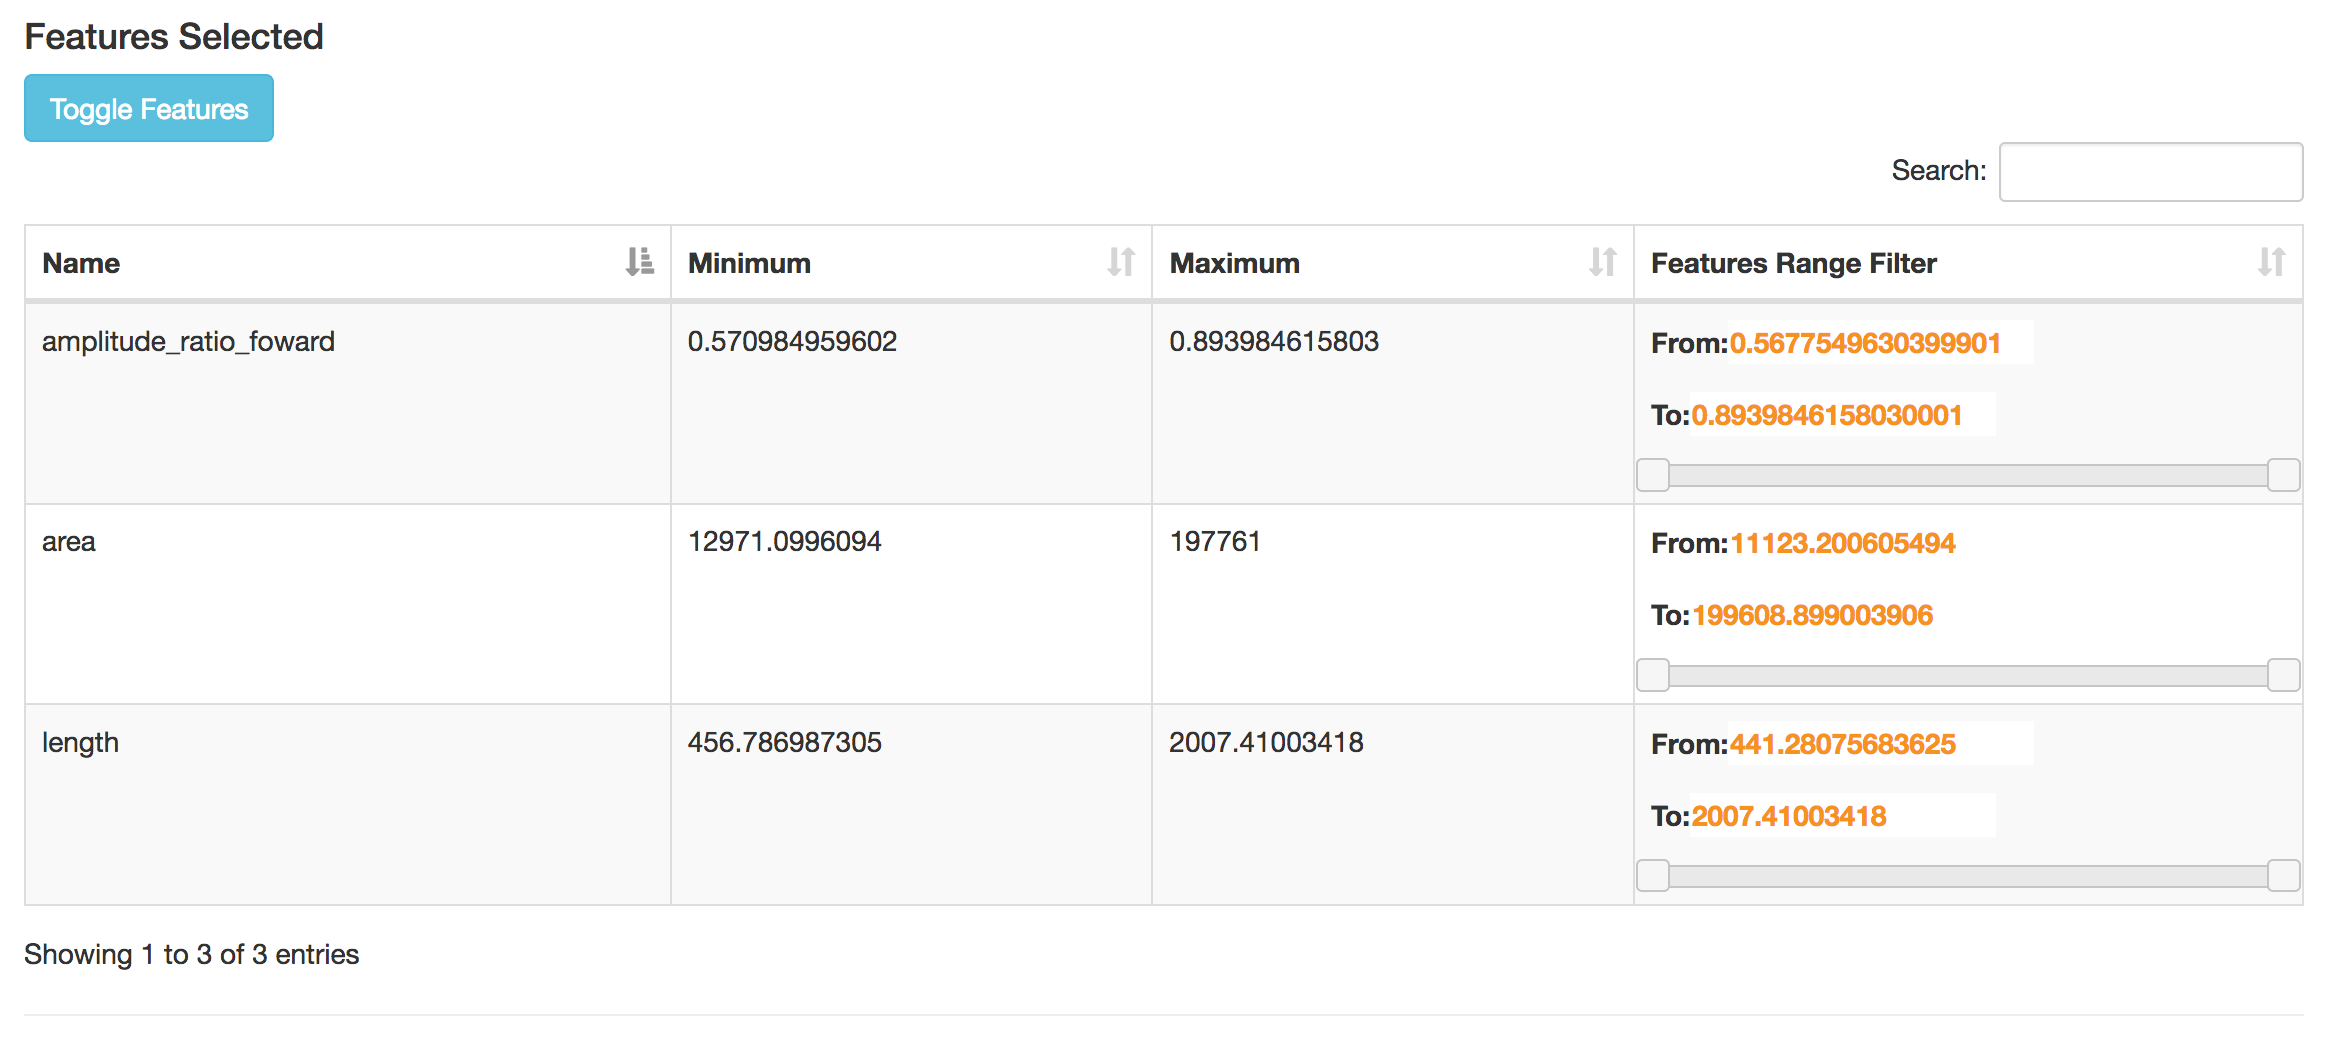 Features Selected
Toggle Features
Search:
Name Minimum Maximum Features Range Filter
amplitude_ratio_foward 0.570984959602 0.893984615803 From:0.5677549630399901
To:0.8939846158030001
area 12971.0996094 197761 From:11123.200605494
To:199608.899003906
length 456.786987305 2007.41003418 From:441.28075683625
To:2007.41003418
Showing 1 to 3 of 3 entries